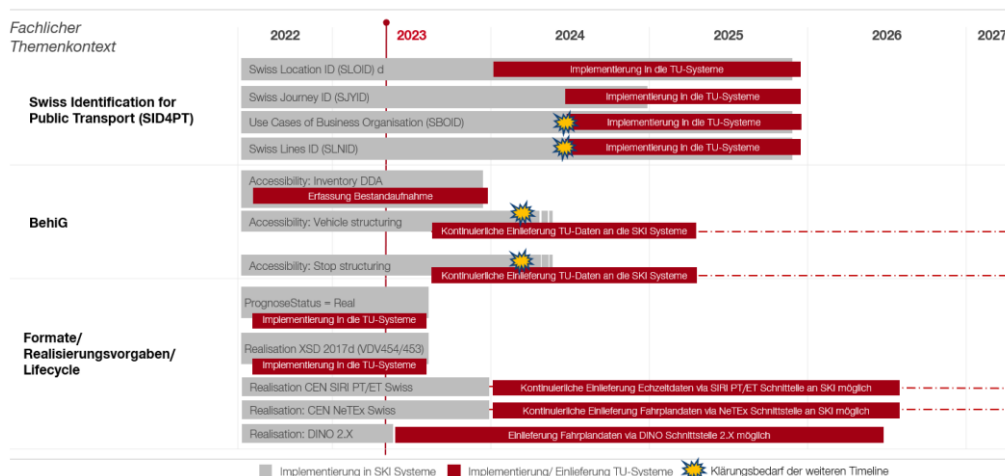 Fachlicher
Themenkontext
2022
2023
2024
2025
2026
2027
Swiss Identification for
Public Transport (SID4PT)
Swiss Location ID (SLOID) d
Implementierung in die TU-Systeme
Swiss Journey ID (SJYID)
Implementierung in die TU-Systeme
Use Cases of Business Organisation (SBOID)
Implementierung in die TU-Systeme
Swiss Lines ID (SLNID)
Implementierung in die TU-Systeme
BehiG
Accessibility: Inventory DDA
Erfassung Bestandaufnahme
Accessibility: Vehicle structuring
Kontinuierliche Einlieferung TU-Daten an die SKI Systeme
Accessibility: Stop structuring
Kontinuierliche Einlieferung TU-Daten an die SKI Systeme
Formate/
Realisierungsvorgaben/
Lifecycle
PrognoseStatus = Real
Implementierung in die TU-Systeme
Realisation XSD 2017d (VDV454/453)
Implementierung in die TU-Systeme
Realisation CEN SIRI PT/ET Swiss
Kontinuierliche Einlieferung Echtzeitdaten via SIRI PT/ET Schnittelle an SKI möglich
Realisation: CEN NeTEx Swiss
Kontinuierliche Einlieferung Fahrplandaten via NeTEx Schnittstelle an SKI möglich
Realisation: DINO 2.X
Einlieferung Fahrplandaten via DINO Schnittstelle 2.X möglich
Implementierung in SKI Systeme
Implementierung/ Einlieferung TU-Systeme
Klärungsbedarf der weiteren Timeline